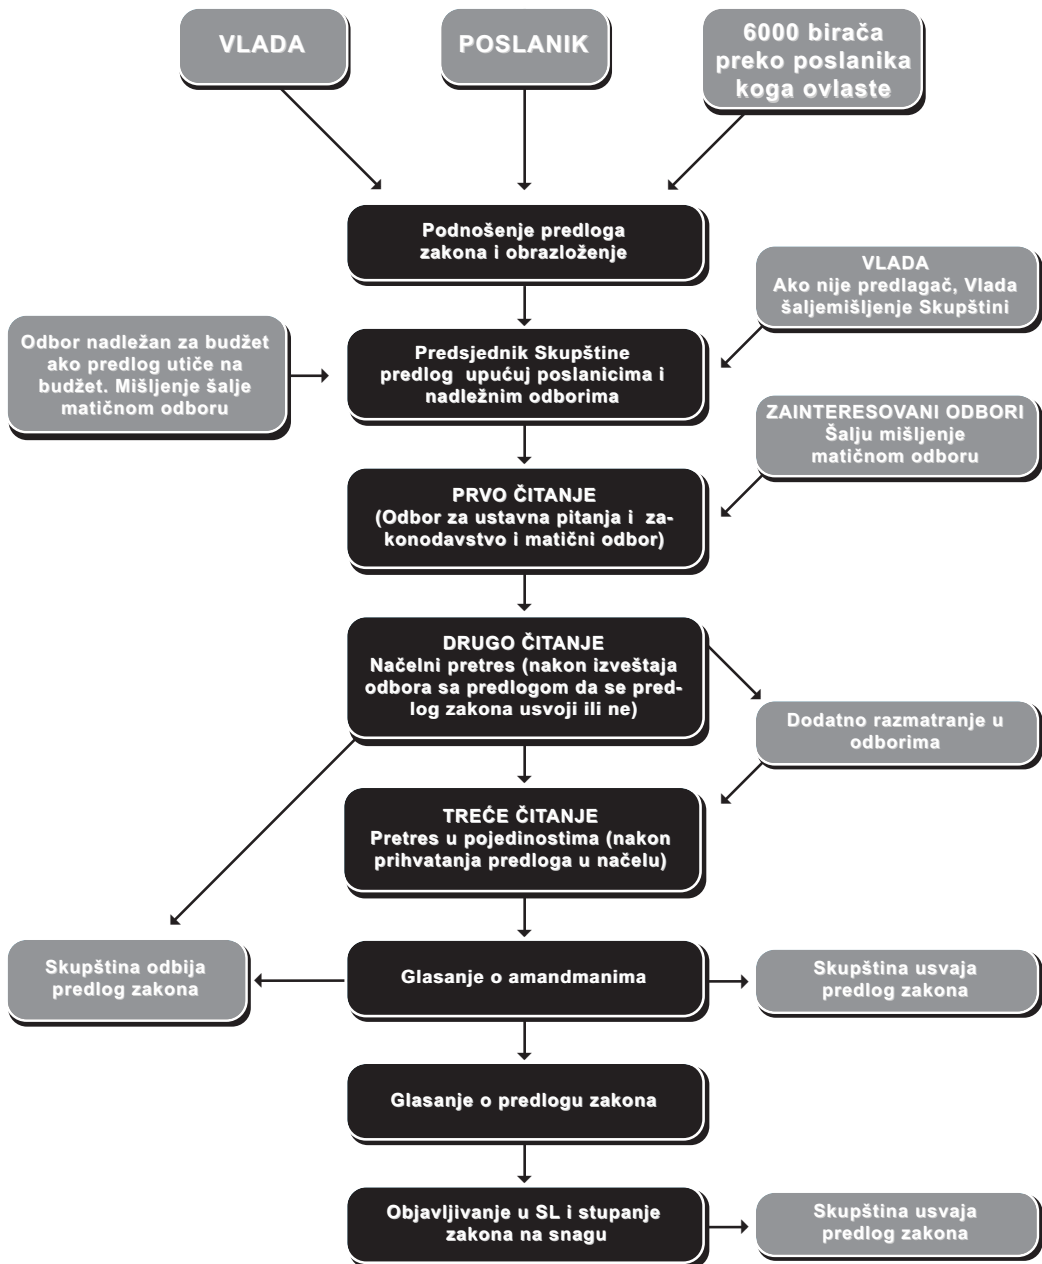 VLADA
POSLANIK
6000 birača
preko poslanika
koga ovlaste
Podnošenje predloga
zakona i obrazloženje
VLADA
Ako nije predlagač, Vlada
šaljemišljenje Skupštini
Odbor nadležan za budžet
ako predlog utiče na
budžet. Mišljenje šalje
matičnom odboru
Predsjednik Skupštine
predlog upućuj poslanicima i
nadležnim odborima
ZAINTERESOVANI ODBORI
Šalju mišljenje
matičnom odboru
PRVO ČITANJE
(Odbor za ustavna pitanja i za-
konodavstvo i matični odbor)
DRUGO ČITANJE
Načelni pretres (nakon izveštaja
odbora sa predlogom da se pred-
log zakona usvoji ili ne)
Dodatno razmatranje u
odborima
TREĆE ČITANJE
Pretres u pojedinostima (nakon
prihvatanja predloga u načelu)
Skupština odbija
predlog zakona
Glasanje o amandmanima
Skupština usvaja
predlog zakona
Glasanje o predlogu zakona
Objavljivanje u SL i stupanje
zakona na snagu
Skupština usvaja
predlog zakona